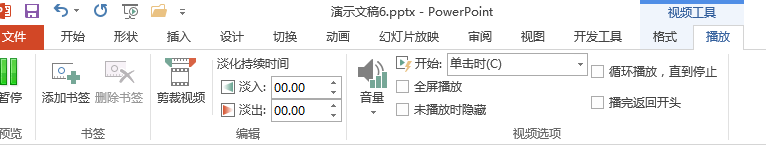 演示文稿6.pptx - PowerPoint
视频工具
文件 开始 形状 插入 设计 切换 动画 幻灯片放映 审阅 视图 开发工具 格式 播放
暂停
添加书签 删除书签
剪裁视频
淡化持续时间
淡入: 00.00
淡出: 00.00
音量
开始: 单击时(C)
全屏播放
未播放时隐藏
循环播放，直到停止
播完返回开头
预览 书签 编辑 视频选项